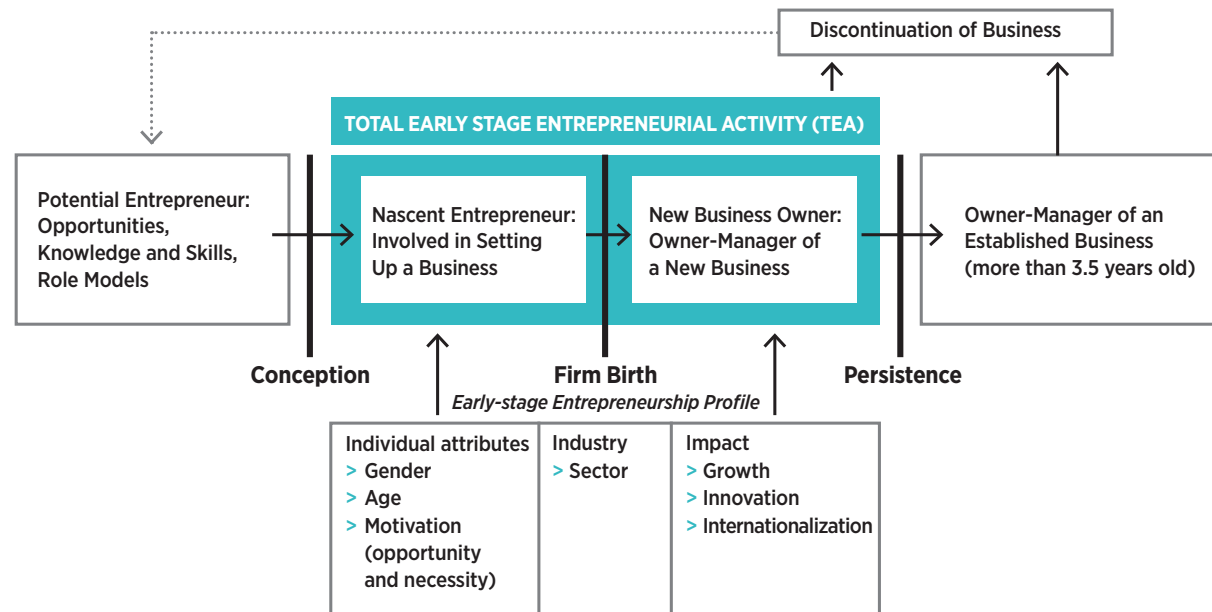 Discontinuation of Business
TOTAL EARLY STAGE ENTREPRENEURIAL ACTIVITY (TEA)
Potential Entrepreneur:
Opportunities,
Knowledge and Skills,
Role Models
Nascent Entrepreneur:
Involved in Setting
Up a Business
New Business Owner:
Owner-Manager of
a New Business
Owner-Manager of an
Established Business
(more than 3.5 years old)
Conception
Firm Birth
Persistence
Early-stage Entrepreneurship Profile
Individual attributes
> Gender
> Age
> Motivation
(opportunity
and necessity)
Industry
> Sector
Impact
> Growth
> Innovation
> Internationalization